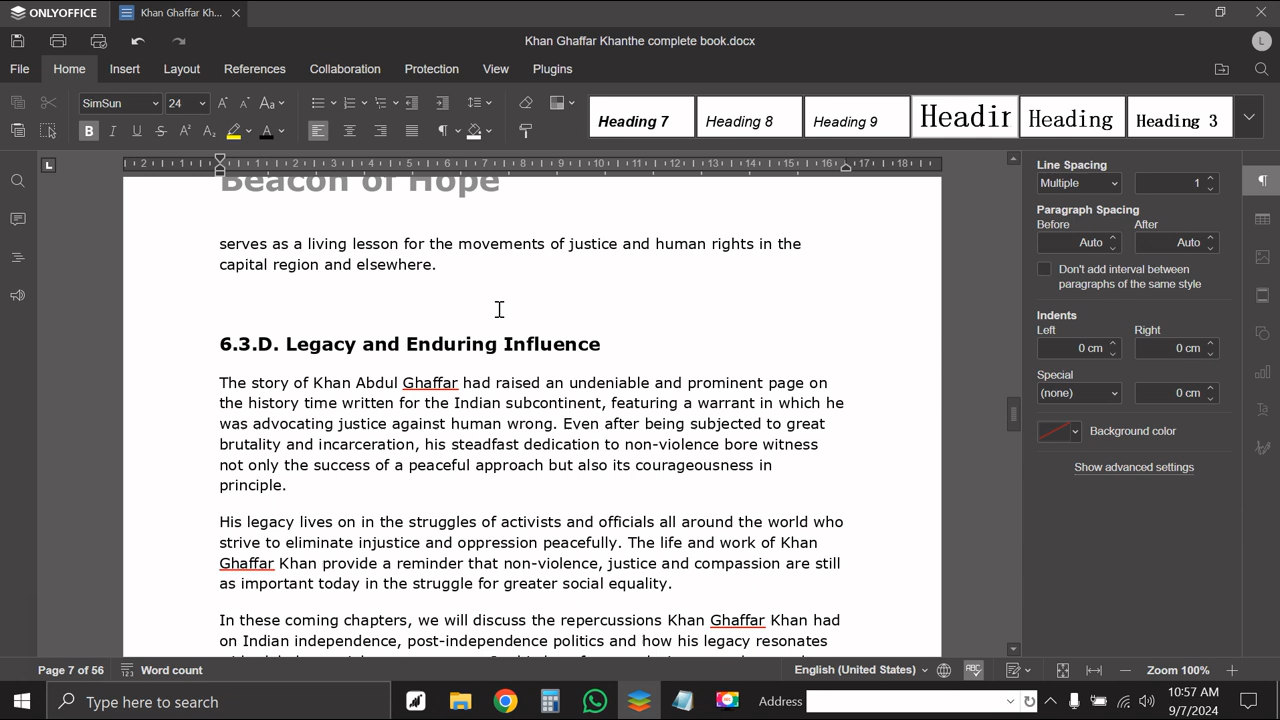 ONLYOFFICE
Khan Ghaffar Kh...
Khan Ghaffar Khanthe complete book.docx
L
File Home Insert Layout References Collaboration Protection View Plugins
SimSun 24
Heading 7 Heading 8 Heading 9 Headir Heading Heading 3
Beacon of Hope
serves as a living lesson for the movements of justice and human rights in the
capital region and elsewhere.
6.3.D. Legacy and Enduring Influence
The story of Khan Abdul Ghaffar had raised an undeniable and prominent page on
the history time written for the Indian subcontinent, featuring a warrant in which he
was advocating justice against human wrong. Even after being subjected to great
brutality and incarceration, his steadfast dedication to non-violence bore witness
not only the success of a peaceful approach but also its courageousness in
principle.
His legacy lives on in the struggles of activists and officials all around the world who
strive to eliminate injustice and oppression peacefully. The life and work of Khan
Ghaffar Khan provide a reminder that non-violence, justice and compassion are still
as important today in the struggle for greater social equality.
In these coming chapters, we will discuss the repercussions Khan Ghaffar Khan had
on Indian independence, post-independence politics and how his legacy resonates
Line Spacing
Multiple 1
Paragraph Spacing
Before After
Auto Auto
Don't add interval between
paragraphs of the same style
Indents
Left Right
0 cm 0 cm
Special
(none) 0 cm
Background color
Show advanced settings
Page 7 of 56 Word count English (United States) Zoom 100%
Type here to search
Address
10:57 AM
9/7/2024